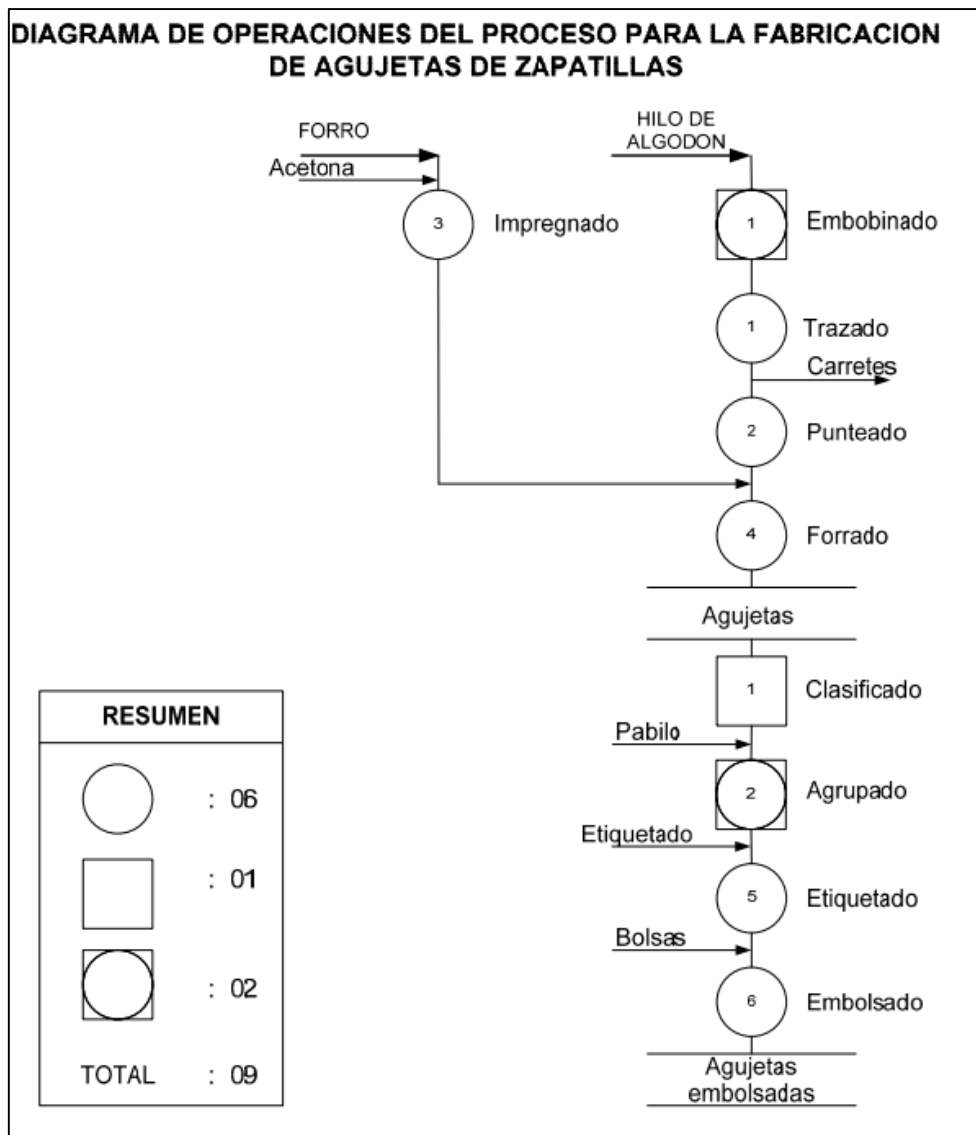 DIAGRAMA DE OPERACIONES DEL PROCESO PARA LA FABRICACION
DE AGUJETAS DE ZAPATILLAS
FORRO
Acetona
3
Impregnado
HILO DE
ALGODON
1
Embobinado
1
Trazado
Carretes
2
Punteado
4
Forrado
Agujetas
1
Clasificado
Pabilo
2
Agrupado
Etiquetado
5
Etiquetado
Bolsas
6
Embolsado
Agujetas
embolsadas
RESUMEN
: 06
: 01
: 02
TOTAL : 09